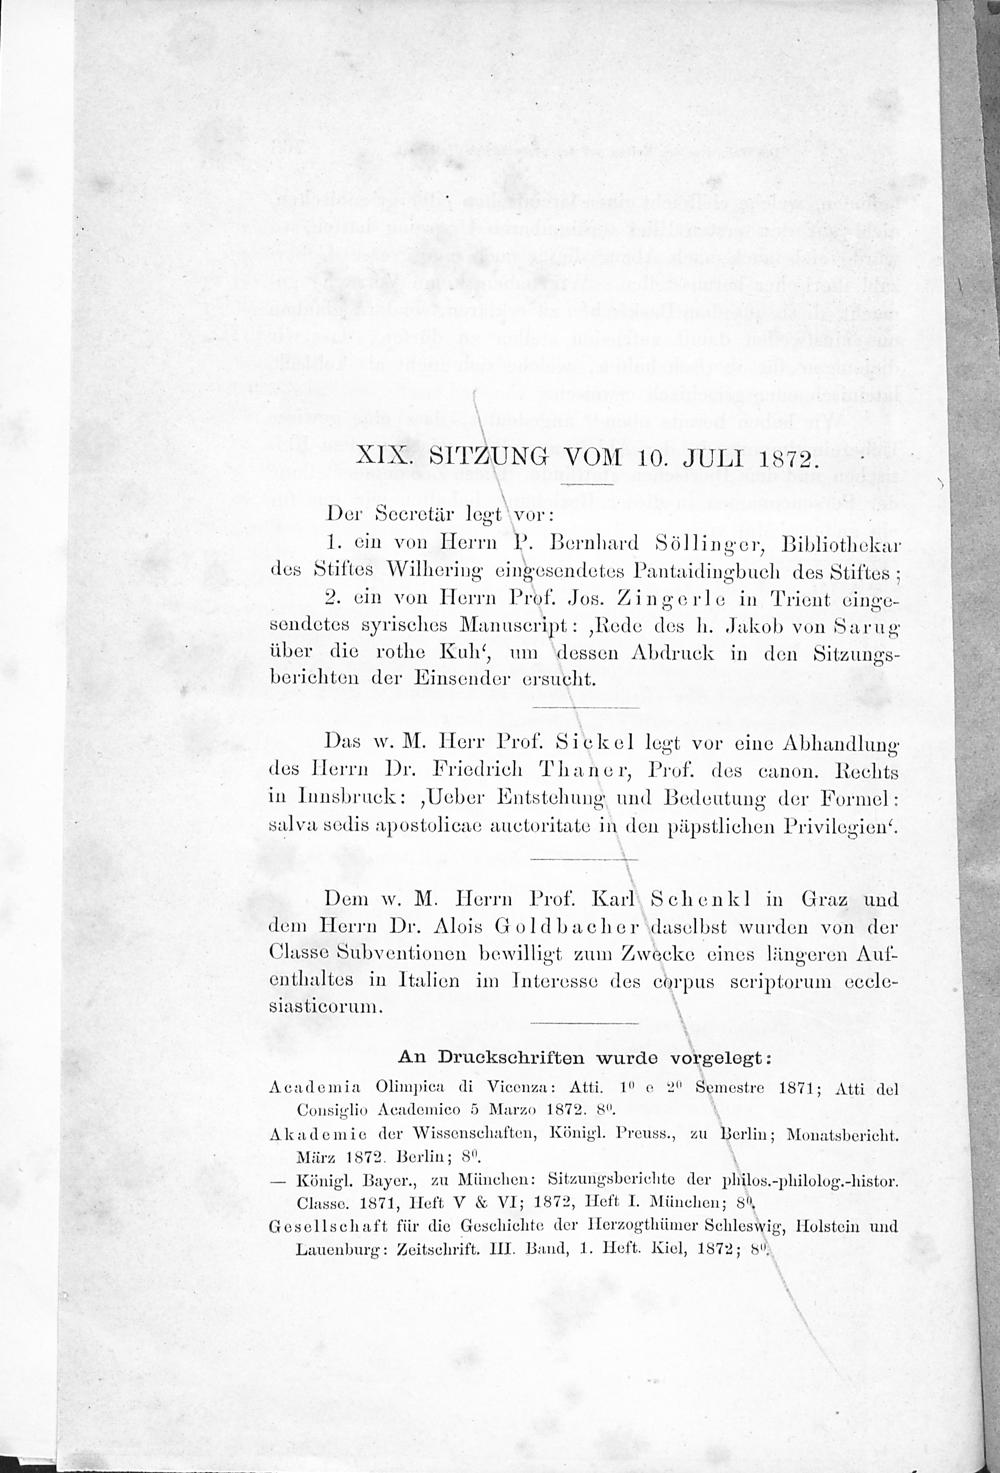 XIX. SITZUNG VOM 10. JULI 1872.
Der Secretär legt vor:
1. ein von Herrn P. Bernhard Söllinger, Bibliothekar
des Stiftes Wilhering eingesendetes Pantaidingbuch des Stiftes;
2. ein von Herrn Prof. Jos. Zingerle in Trient einge-
sendetes syrisches Manuscript: ‚Rede des h. Jakob von Sarug
über die rothe Kuh‘, um dessen Abdruck in den Sitzungs-
berichten der Einsender ersucht.
Das w. M. Herr Prof. Sickel legt vor eine Abhandlung
des Herrn Dr. Friedrich Thaner, Prof. des canon. Rechts
in Innsbruck: ‚Ueber Entstehung und Bedeutung der Formel:
salva sedis apostolicae auctoritate in den päpstlichen Privilegien‘.
Dem w. M. Herrn Prof. Karl Schenkl in Graz und
dem Herrn Dr. Alois Goldbacher daselbst wurden von der
Classe Subventionen bewilligt zum Zwecke eines längeren Auf-
enthaltes in Italien im Interesse des corpus scriptorum eccle-
siasticorum.
An Druckschriften wurde vorgelegt:
Academia Olimpica di Vicenza: Atti. 1⁰ e 2⁰ Semestre 1871; Atti del
Consiglio Academico 5 Marzo 1872. 8⁰.
Akademie der Wissenschaften, Königl. Preuss., zu Berlin; Monatsbericht.
März 1872. Berlin; 8⁰.
— Königl. Bayer., zu München: Sitzungsberichte der philos.-philolog.-histor.
Classe. 1871, Heft V & VI; 1872, Heft I. München; 8⁰.
Gesellschaft für die Geschichte der Herzogthümer Schleswig, Holstein und
Lauenburg: Zeitschrift. III. Band, 1. Heft. Kiel, 1872; 8⁰.